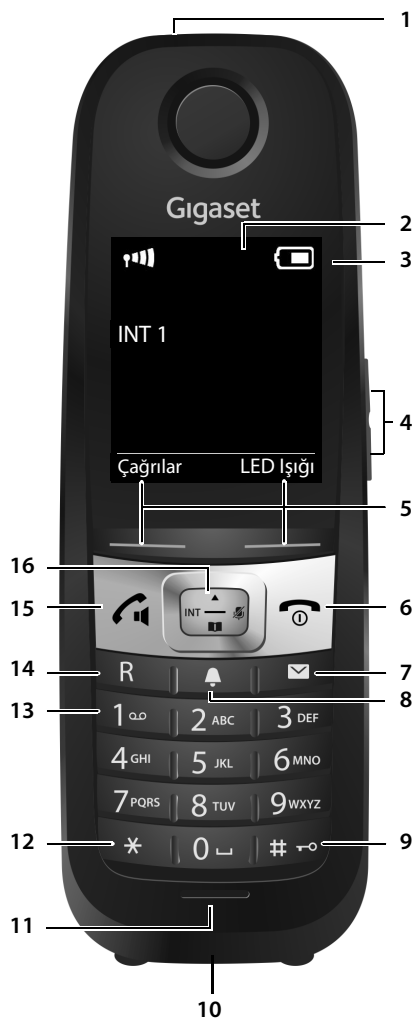 1
Gigaset
2
3
INT 1
4
Çağrılar LED Işığı
5
16
INT
15
6
14 R 7
8
13 1 2 ABC 3 DEF
4 GHI 5 JKL 6 MNO
7 PQRS 8 TUV 9 WXYZ
12 * 0 # 9
11
10